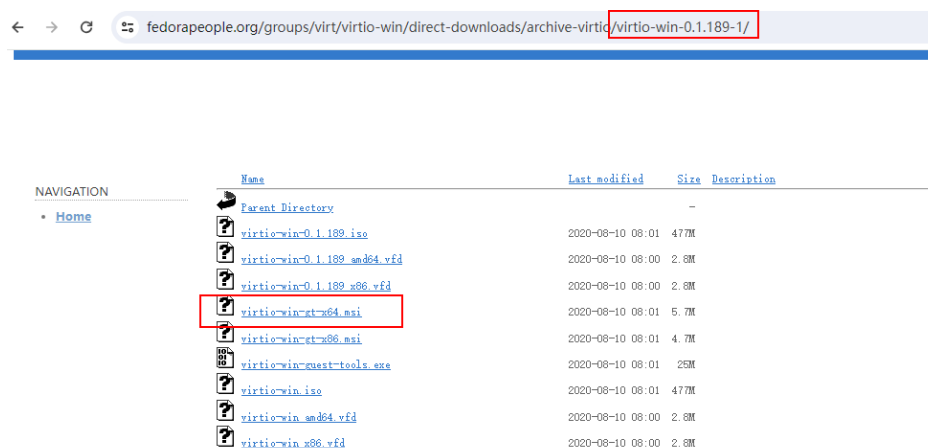 fedorapeople.org/groups/virt/virtio-win/direct-downloads/archive-virtio/virtio-win-0.1.189-1/
Name Last modified Size Description
NAVIGATION
Parent Directory -
• Home
virtio-win-0.1.189.iso 2020-08-10 08:01 477M
virtio-win-0.1.189_amd64.vfd 2020-08-10 08:00 2.8M
virtio-win-0.1.189_x86.vfd 2020-08-10 08:00 2.8M
virtio-win-gt-x64.msi 2020-08-10 08:01 5.7M
virtio-win-gt-x86.msi 2020-08-10 08:01 4.7M
virtio-win-guest-tools.exe 2020-08-10 08:01 25M
virtio-win.iso 2020-08-10 08:01 477M
virtio-win_amd64.vfd 2020-08-10 08:00 2.8M
virtio-win_x86.vfd 2020-08-10 08:00 2.8M